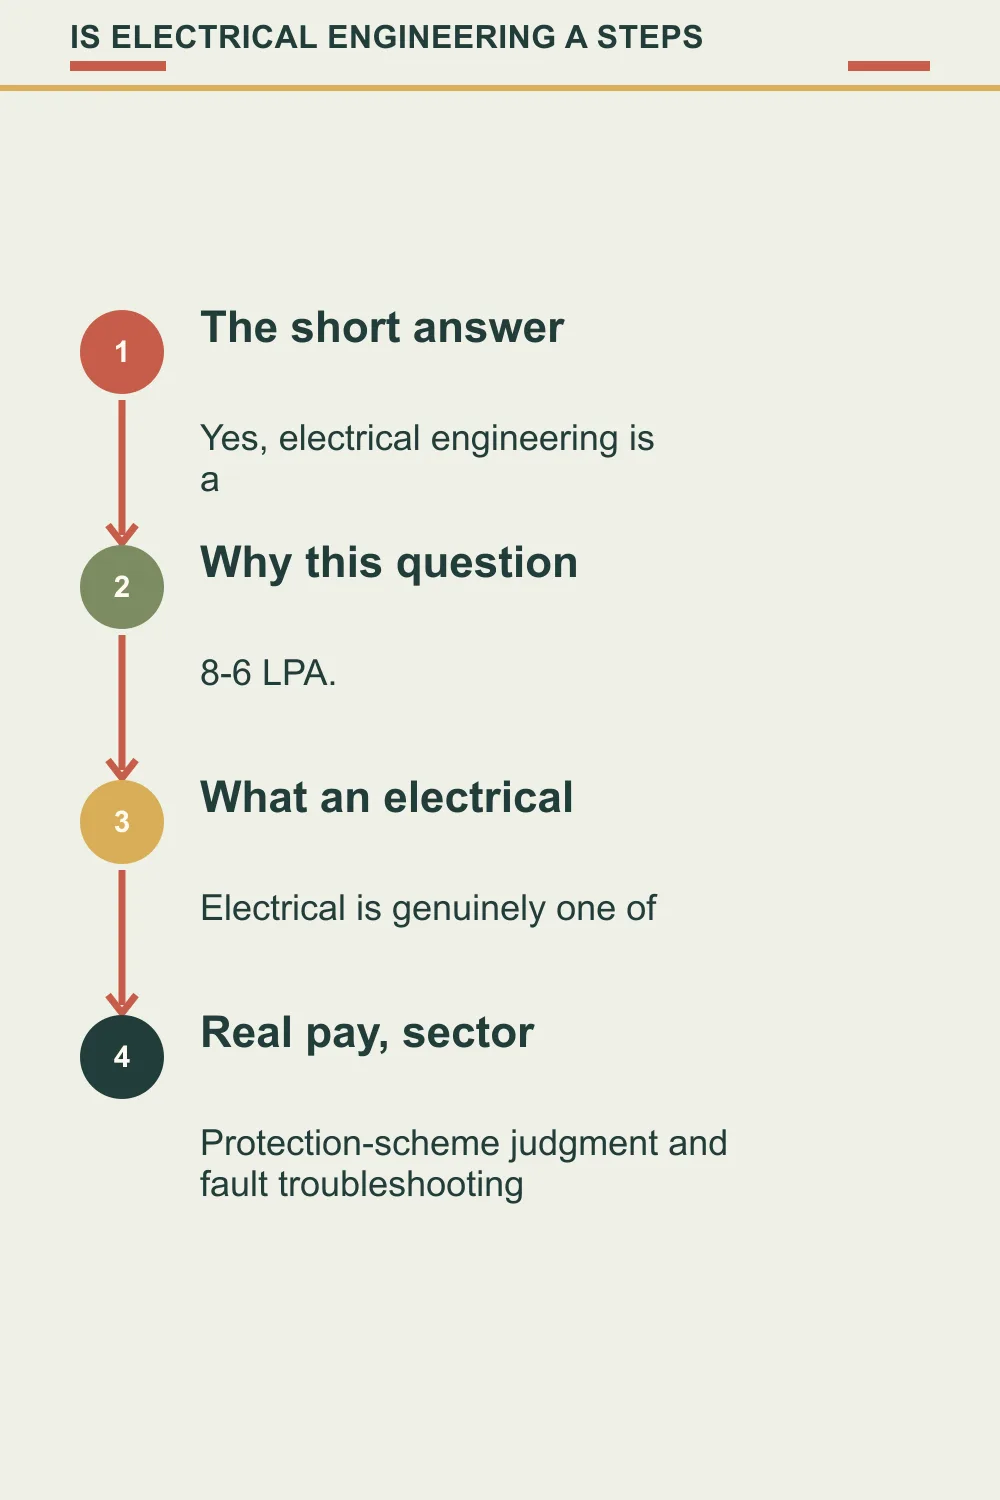 IS ELECTRICAL ENGINEERING A STEPS
1
The short answer
Yes, electrical engineering is
a
2
Why this question
8-6 LPA.
3
What an electrical
Electrical is genuinely one of
4
Real pay, sector
Protection-scheme judgment and
fault troubleshooting